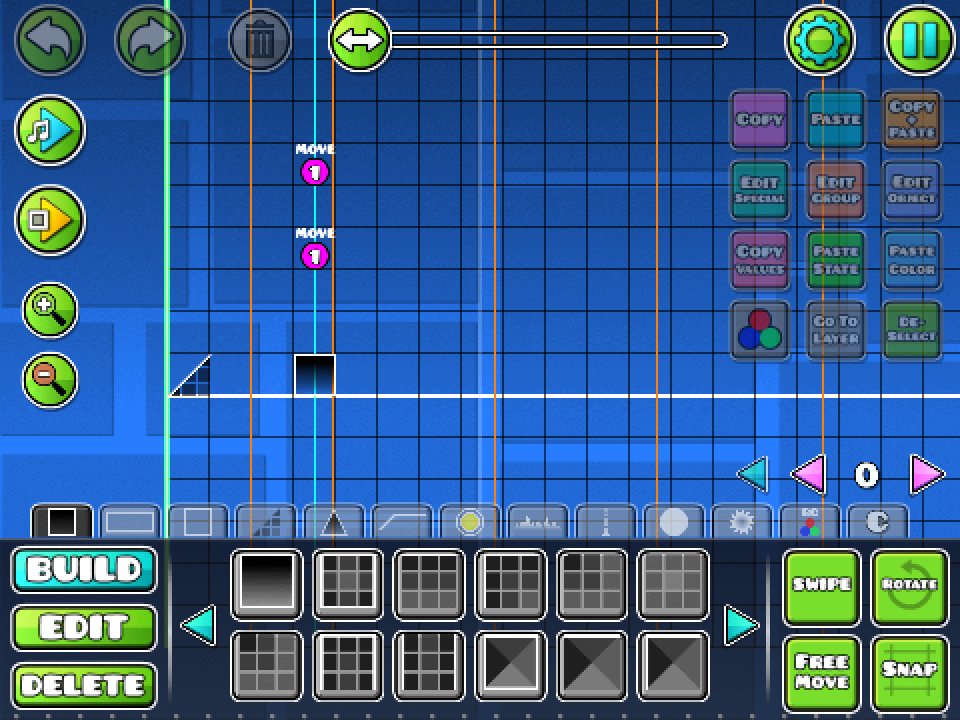 MOVE
1
MOVE
1
COPY
PASTE
COPY
+
PASTE
EDIT
SPECIAL
EDIT
GROUP
EDIT
OBJECT
COPY
VALUES
PASTE
STATE
PASTE
COLOR
GO TO
LAYER
DE-
SELECT
0
BUILD
EDIT
DELETE
SWIPE
ROTATE
FREE
MOVE
SNAP